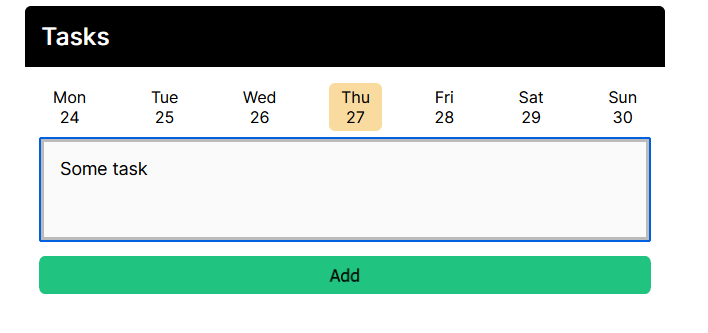 Tasks
Mon Tue Wed Thu Fri Sat Sun
24 25 26 27 28 29 30
Some task
Add